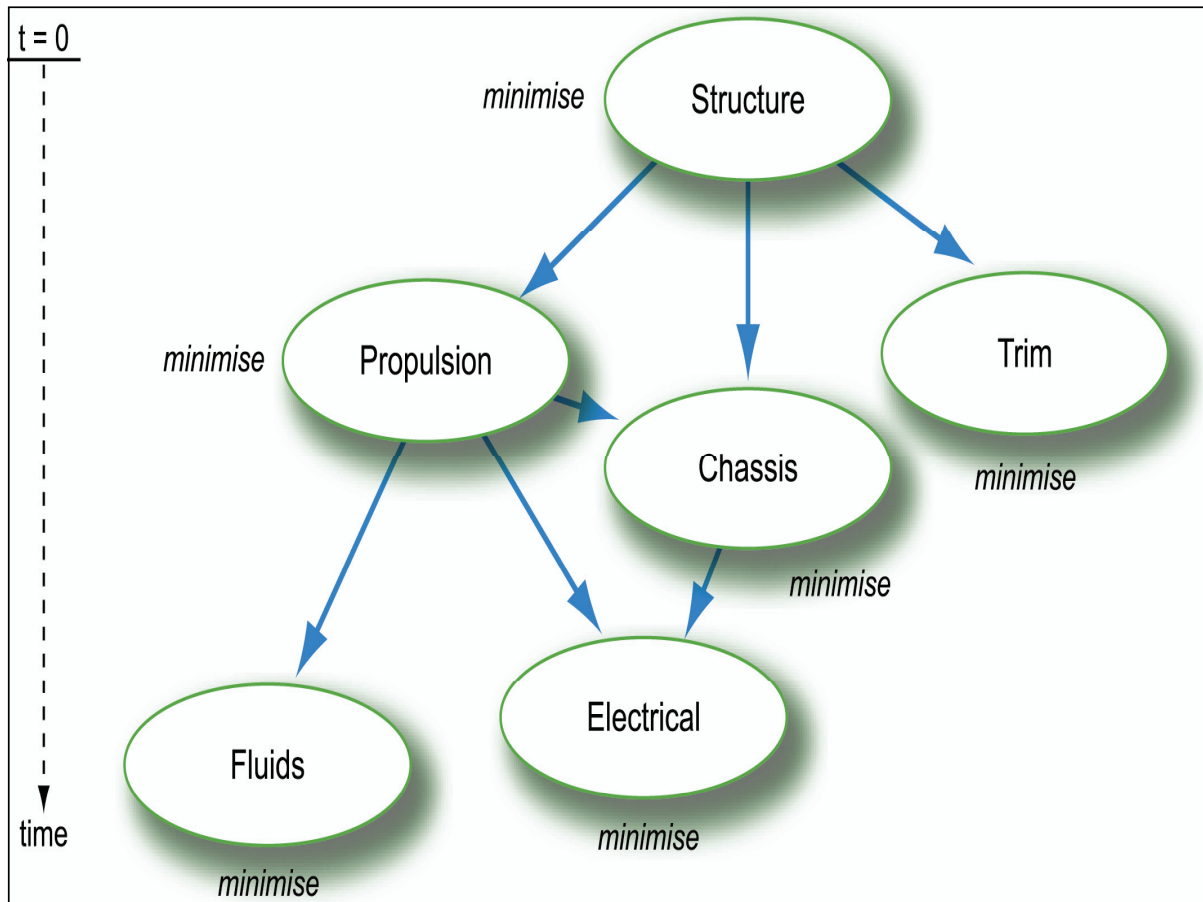 t = 0
minimise
Structure
minimise
Propulsion
Trim
Chassis
minimise
minimise
Electrical
Fluids
time
minimise
minimise